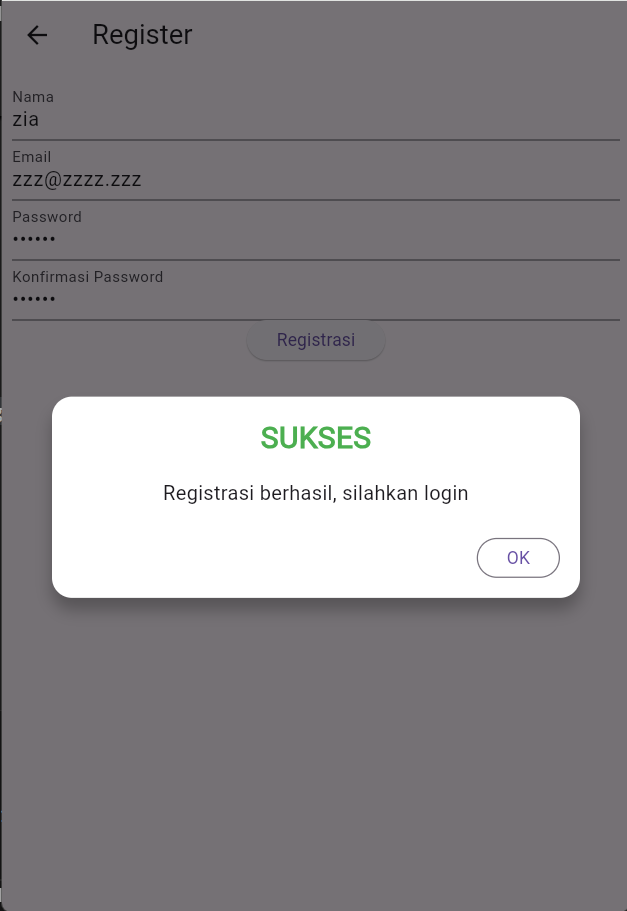 Register
Nama
zia
Email
zzz@zzzz.zzz
Password
••••••
Konfirmasi Password
••••••
Registrasi
SUKSES
Registrasi berhasil, silahkan login
OK